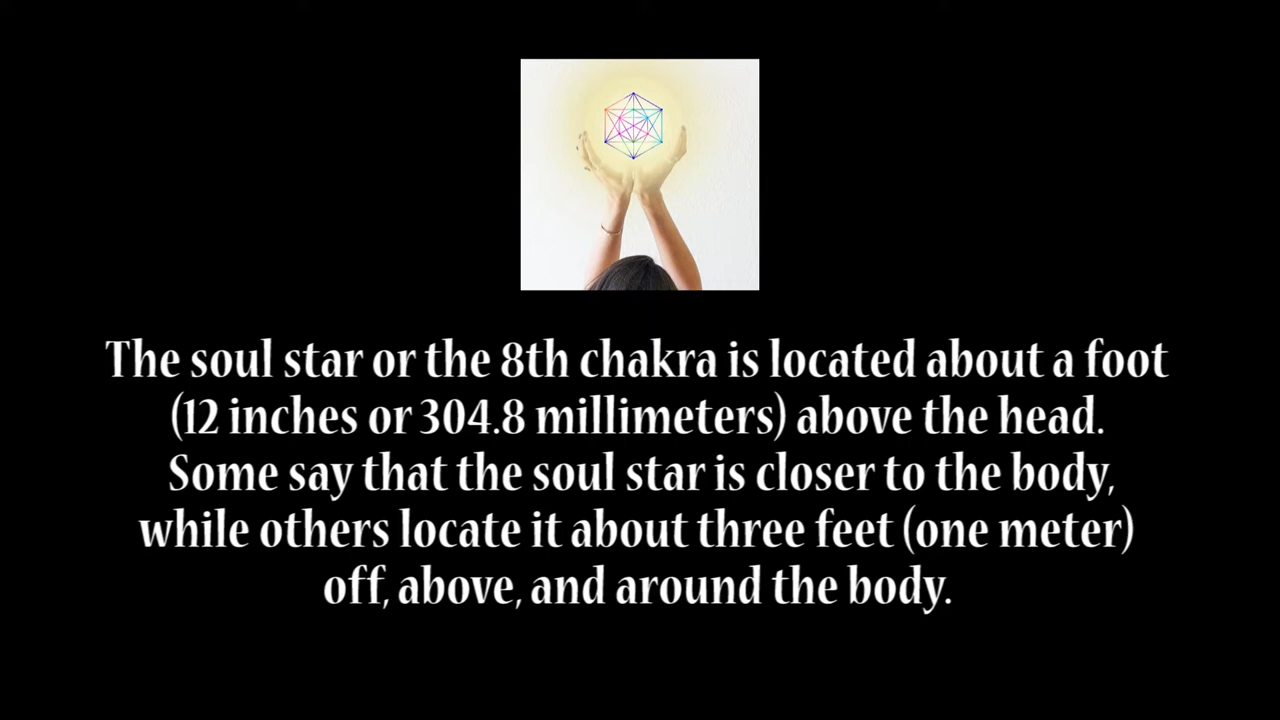 The soul star or the 8th chakra is located about a foot
(12 inches or 304.8 millimeters) above the head.
Some say that the soul star is closer to the body,
while others locate it about three feet (one meter)
off, above, and around the body.